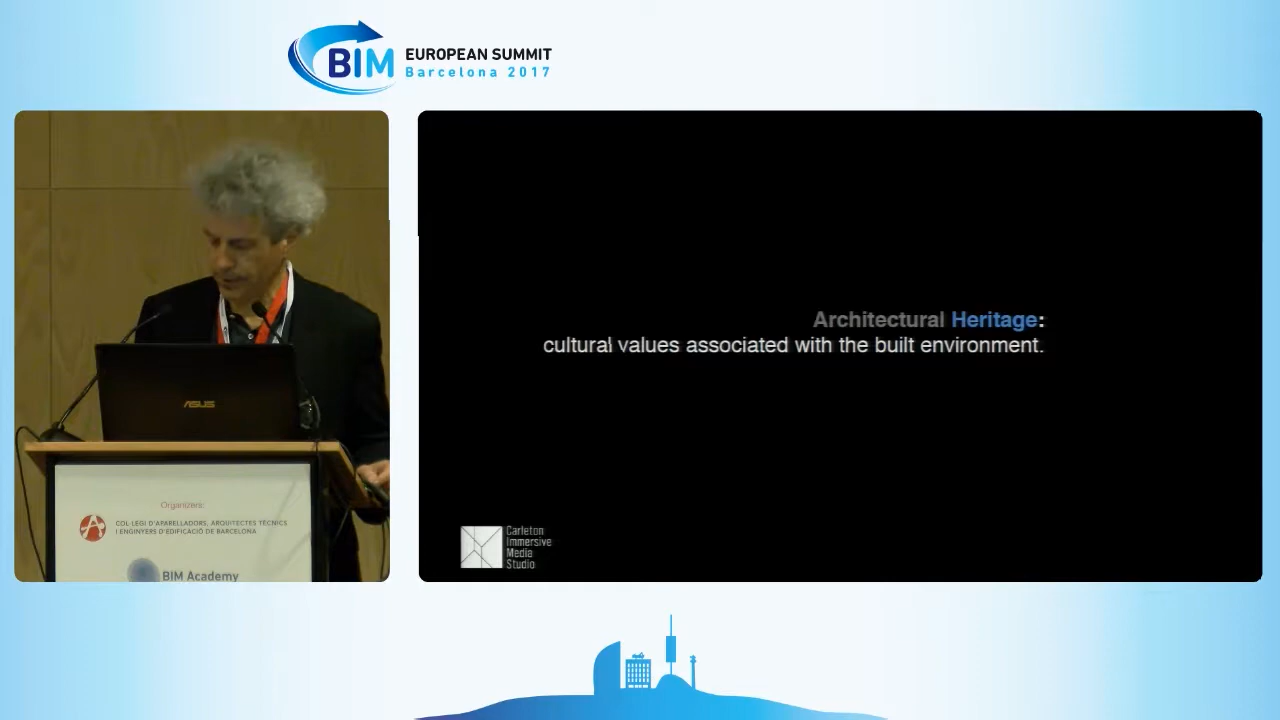 BIM EUROPEAN SUMMIT
Barcelona 2017
Architectural Heritage:
cultural values associated with the built environment.
ASUS
Organizers:
COL·LEGI D'APARELLADORS, ARQUITECTES TÈCNICS
I ENGINYERS D'EDIFICACIÓ DE BARCELONA
BIM Academy
Carleton
Immersive
Media
Studio